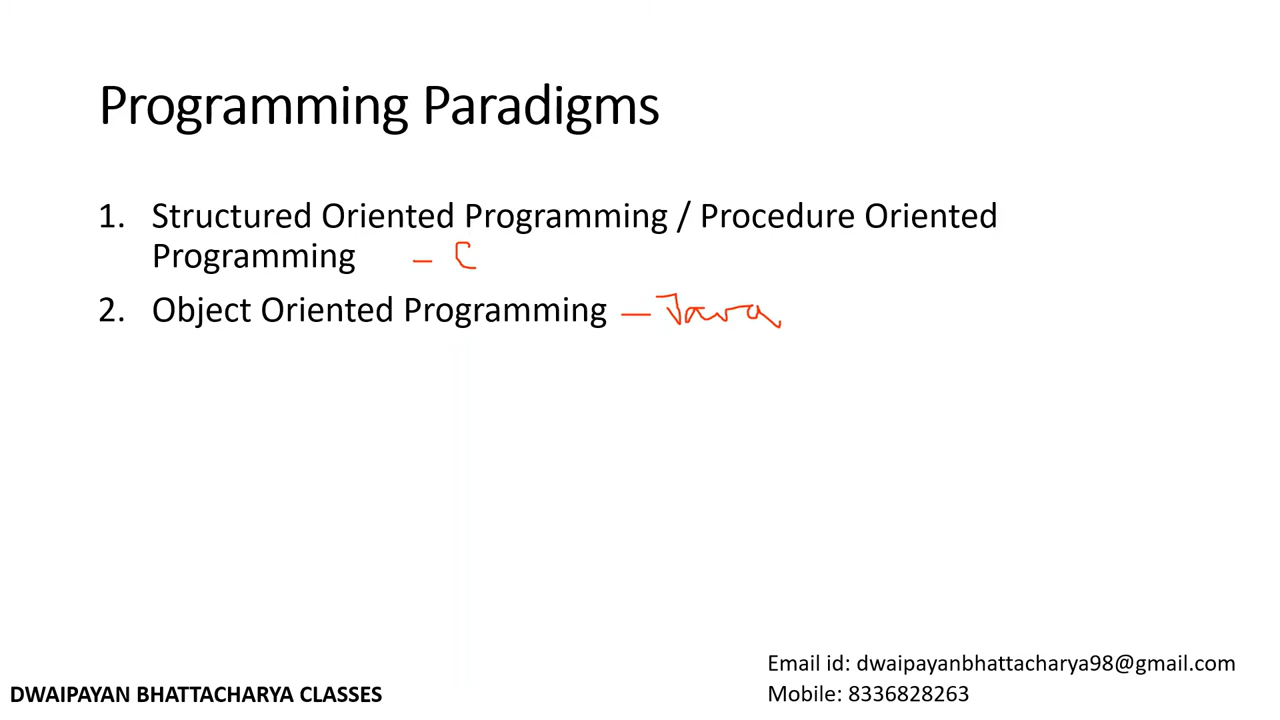 Programming Paradigms
1. Structured Oriented Programming / Procedure Oriented
Programming – C
2. Object Oriented Programming – Java
Email id: dwaipayanbhattacharya98@gmail.com
DWAIPAYAN BHATTACHARYA CLASSES
Mobile: 8336828263